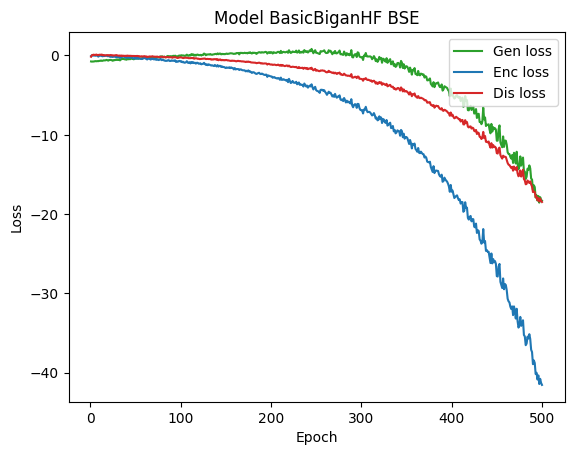 Model BasicBiganHF BSE
Gen loss
Enc loss
Dis loss
0
−10
−20
−30
−40
Loss
0 100 200 300 400 500
Epoch